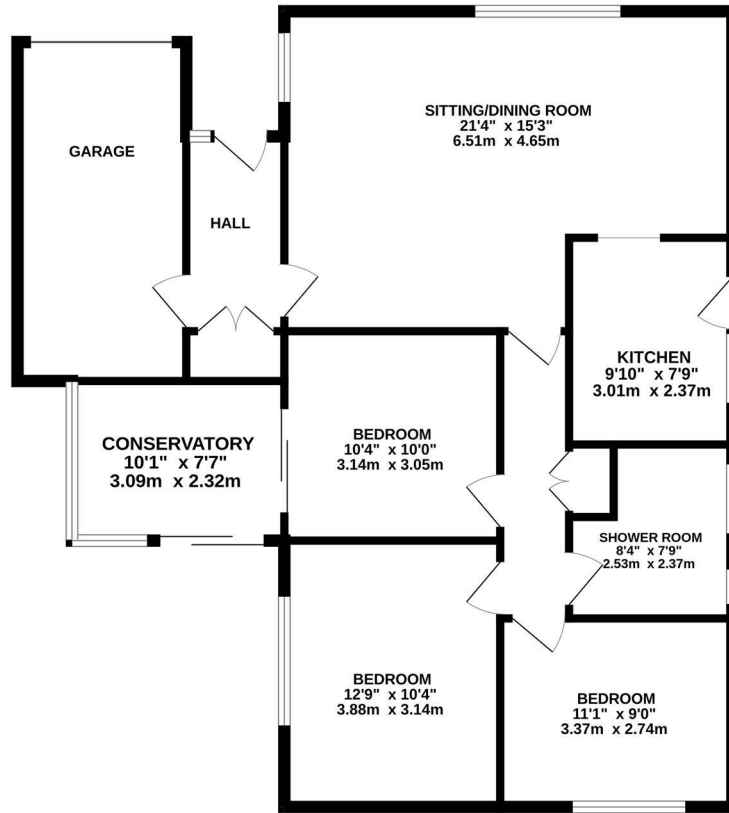 SITTING/DINING ROOM
21'4" x 15'3"
6.51m x 4.65m
GARAGE
HALL
KITCHEN
9'10" x 7'9"
3.01m x 2.37m
CONSERVATORY
10'1" x 7'7"
3.09m x 2.32m
BEDROOM
10'4" x 10'0"
3.14m x 3.05m
SHOWER ROOM
8'4" x 7'9"
2.53m x 2.37m
BEDROOM
12'9" x 10'4"
3.88m x 3.14m
BEDROOM
11'1" x 9'0"
3.37m x 2.74m